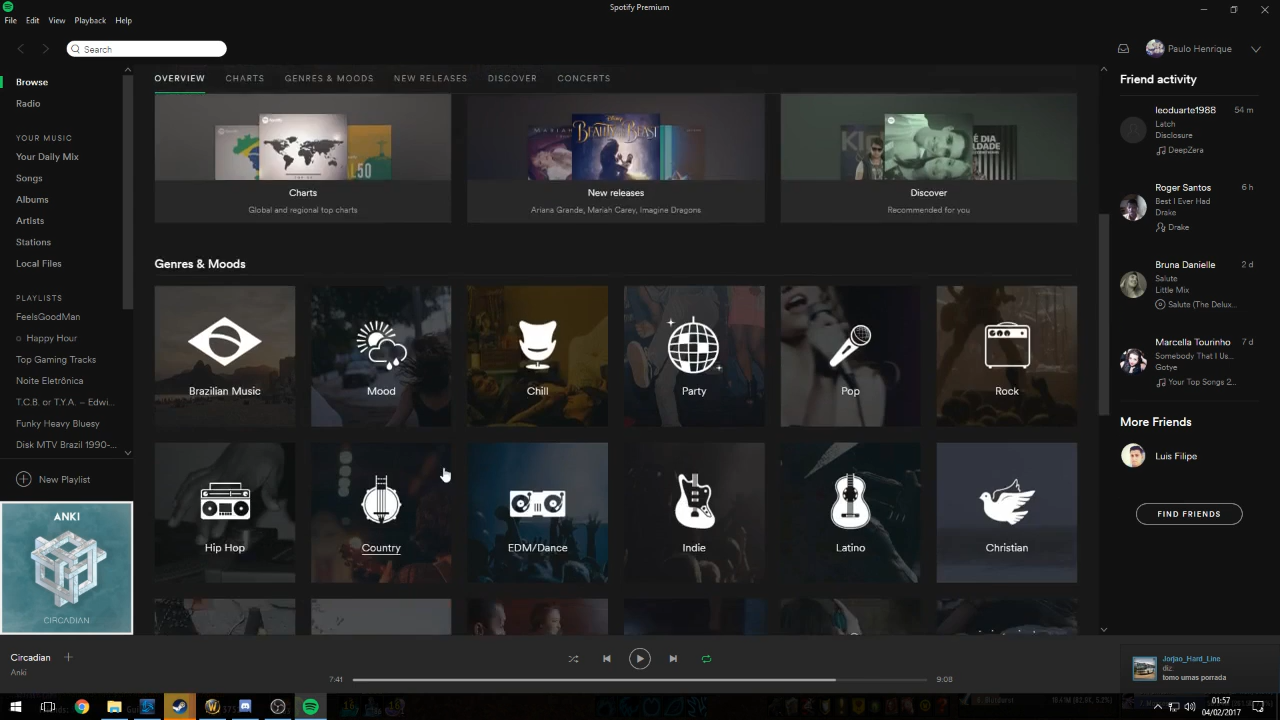 Spotify Premium
File Edit View Playback Help
Search
Paulo Henrique
Browse
Radio
YOUR MUSIC
Your Daily Mix
Songs
Albums
Artists
Stations
Local Files
PLAYLISTS
FeelsGoodMan
Happy Hour
Top Gaming Tracks
Noite Eletrônica
T.C.B. or T.Y.A. – Edwi...
Funky Heavy Bluesy
Disk MTV Brazil 1990-...
New Playlist
ANKI
CIRCADIAN
OVERVIEW CHARTS GENRES & MOODS NEW RELEASES DISCOVER CONCERTS
BEAUTY AND THE BEAST
Charts
Global and regional top charts
New releases
Ariana Grande, Mariah Carey, Imagine Dragons
Discover
Recommended for you
Genres & Moods
Brazilian Music
Mood
Chill
Party
Pop
Rock
Hip Hop
Country
EDM/Dance
Indie
Latino
Christian
Friend activity
leoduarte1988 54 m
Latch
Disclosure
DeepZera
Roger Santos 6 h
Best I Ever Had
Drake
Drake
Bruna Danielle 2 d
Salute
Little Mix
Salute (The Delux...
Marcella Tourinho 7 d
Somebody That I Us...
Gotye
Your Top Songs 2...
More Friends
Luis Filipe
FIND FRIENDS
Circadian
Anki
7:41
9:08
Jorjao_Hard_Line
diz:
tomo umas porrada
01:57
04/02/2017